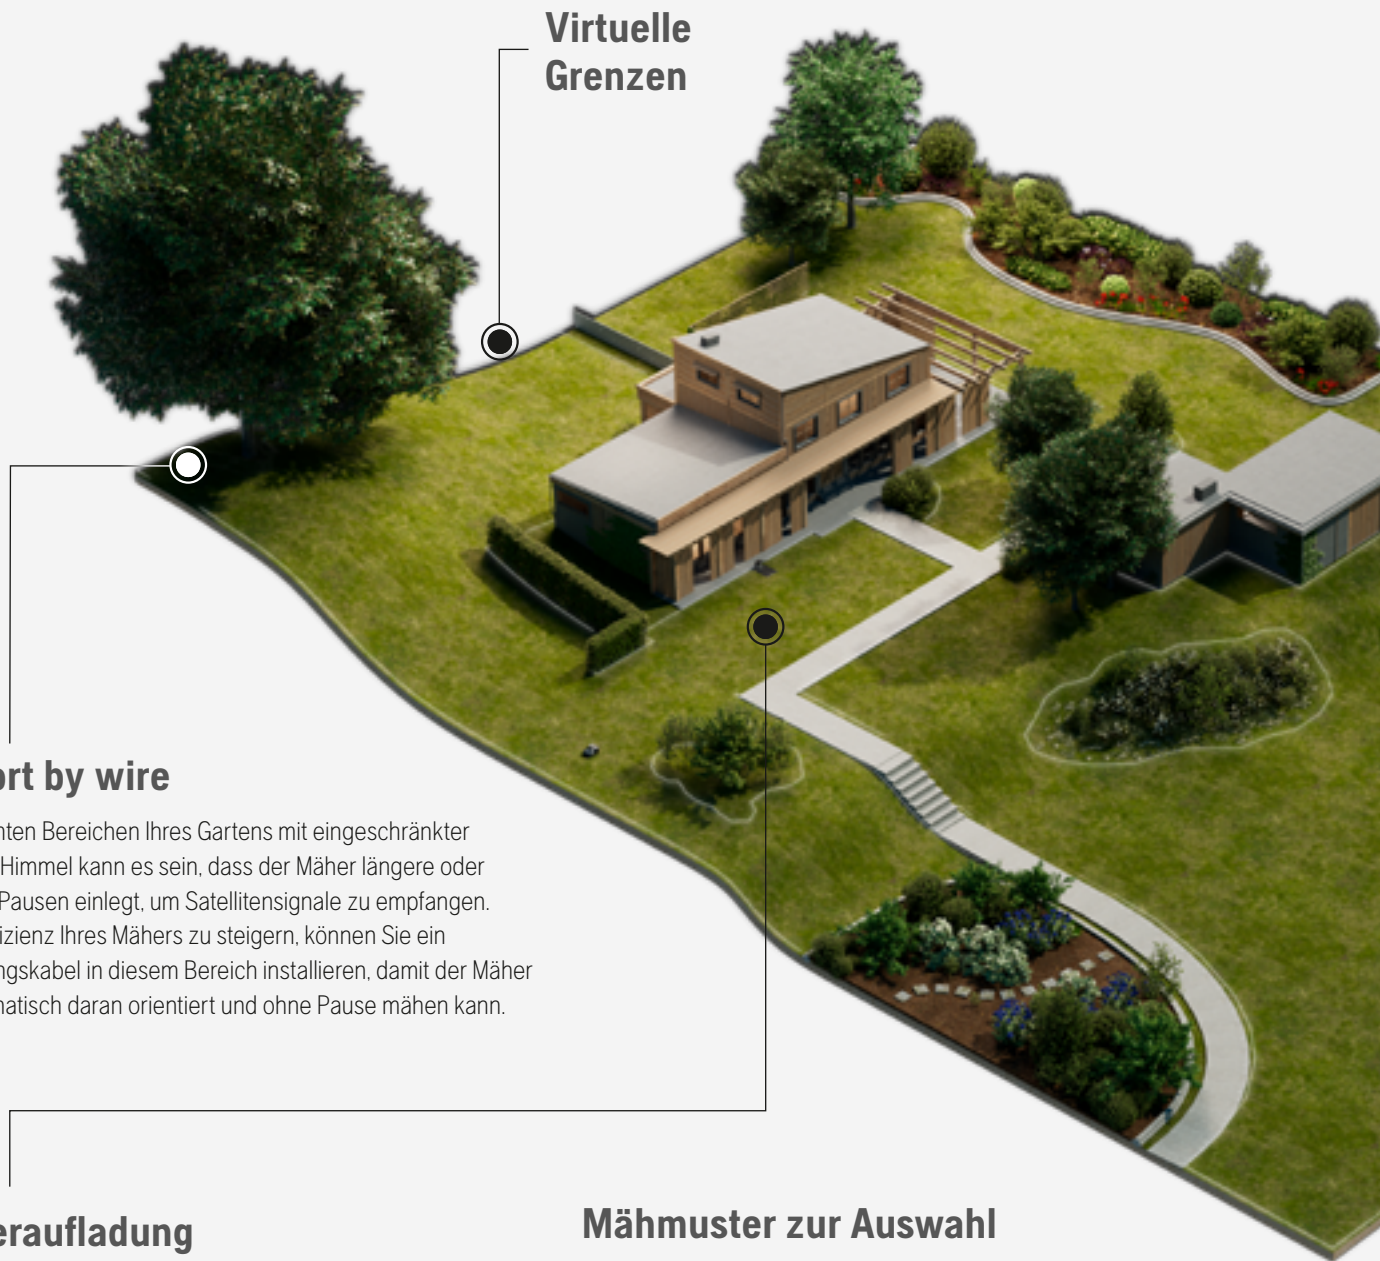 Virtuelle
Grenzen
ort by wire
nten Bereichen Ihres Gartens mit eingeschränkter
Himmel kann es sein, dass der Mäher längere oder
Pausen einlegt, um Satellitensignale zu empfangen.
izienz Ihres Mähers zu steigern, können Sie ein
ngskabel in diesem Bereich installieren, damit der Mäher
matisch daran orientiert und ohne Pause mähen kann.
eraufladung
Mähmuster zur Auswahl